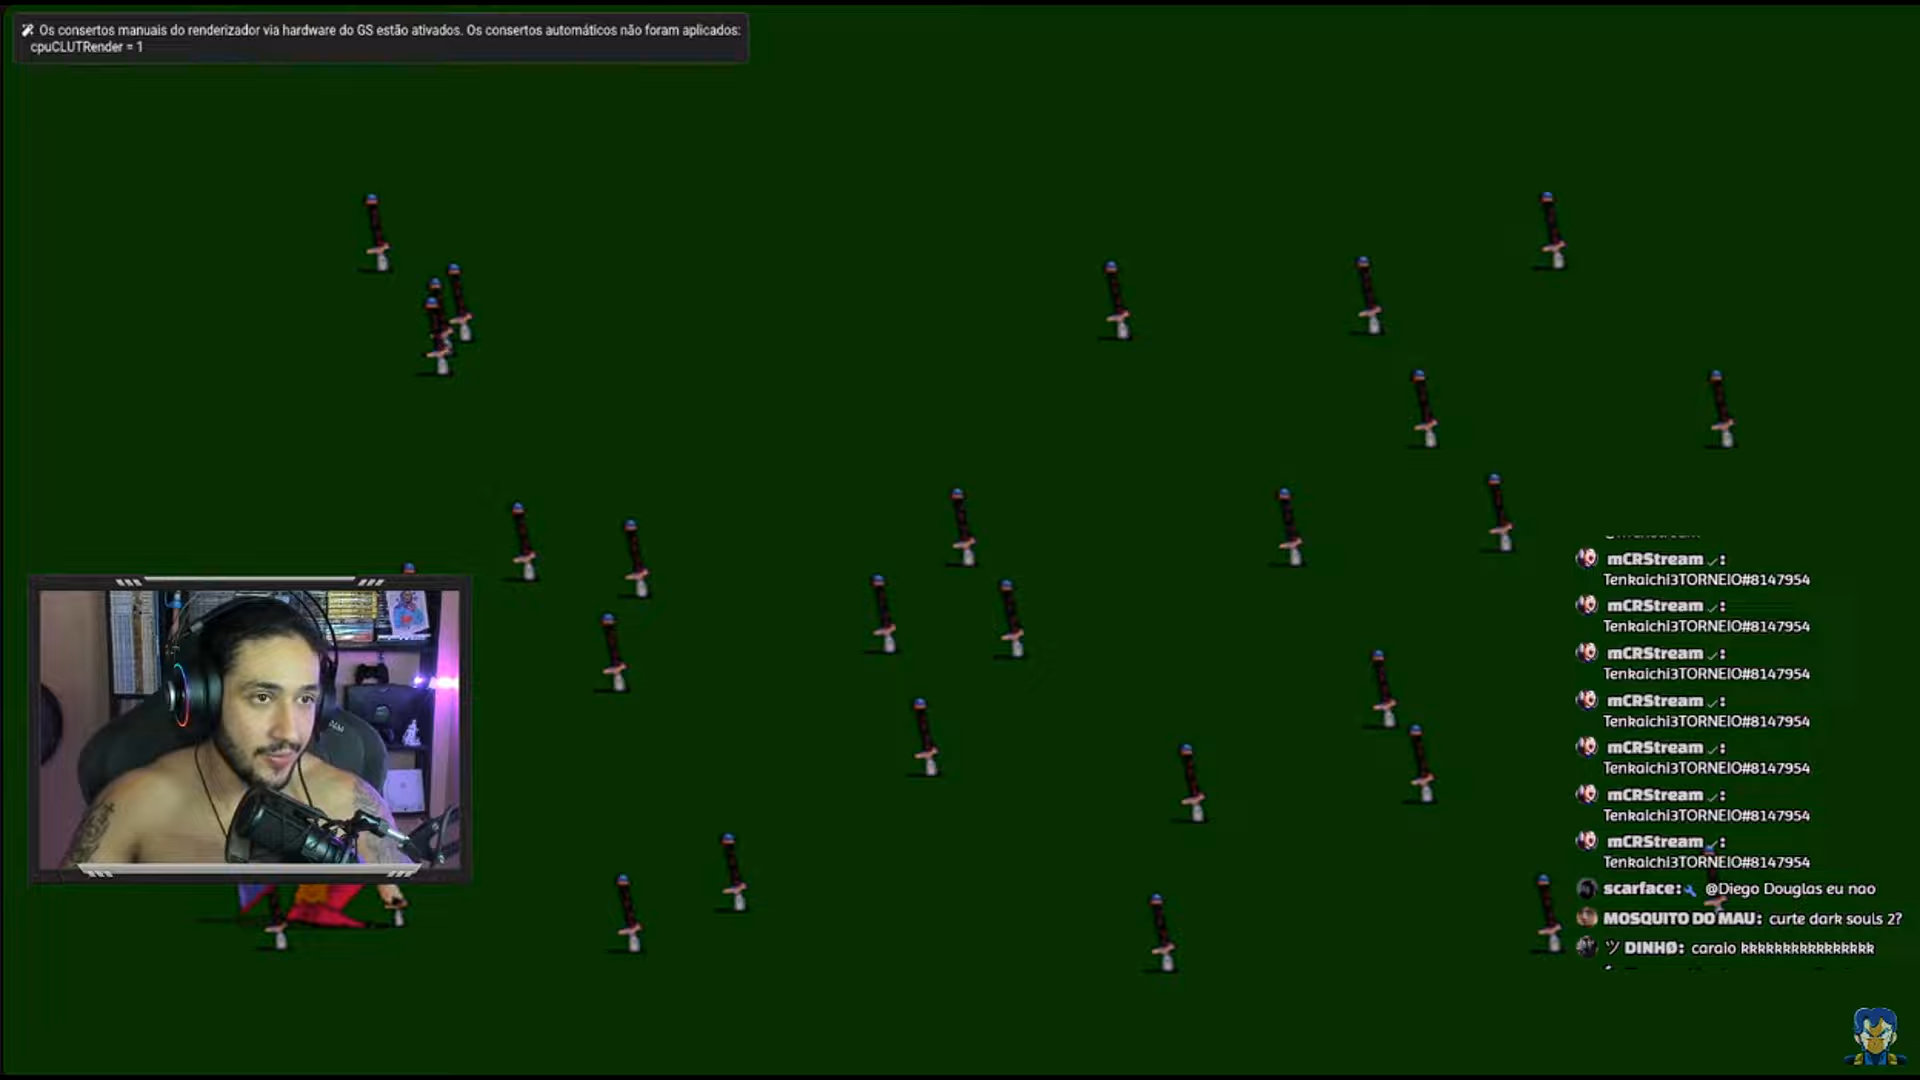 Os consertos manuais do renderizador via hardware do GS estão ativados. Os consertos automáticos não foram aplicados:
cpuCLUTRender = 1
mCRStream ✓:
Tenkaichi3TORNEIO#8147954
mCRStream ✓:
Tenkaichi3TORNEIO#8147954
mCRStream ✓:
Tenkaichi3TORNEIO#8147954
mCRStream ✓:
Tenkaichi3TORNEIO#8147954
mCRStream ✓:
Tenkaichi3TORNEIO#8147954
mCRStream ✓:
Tenkaichi3TORNEIO#8147954
mCRStream ✓:
Tenkaichi3TORNEIO#8147954
scarface: @Diego Douglas eu nao
MOSQUITO DO MAU: curte dark souls 2?
ツ DINHØ: caraio kkkkkkkkkkkkkkkk